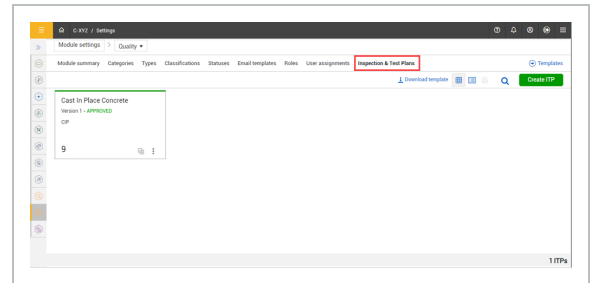 C-XYZ / Settings
Module settings > Quality
Module summary Categories Types Classifications Statuses Email templates Roles User assignments Inspection & Test Plans Templates
Download template Create ITP
Cast In Place Concrete
Version 1 - APPROVED
CIP
9
1 ITPs